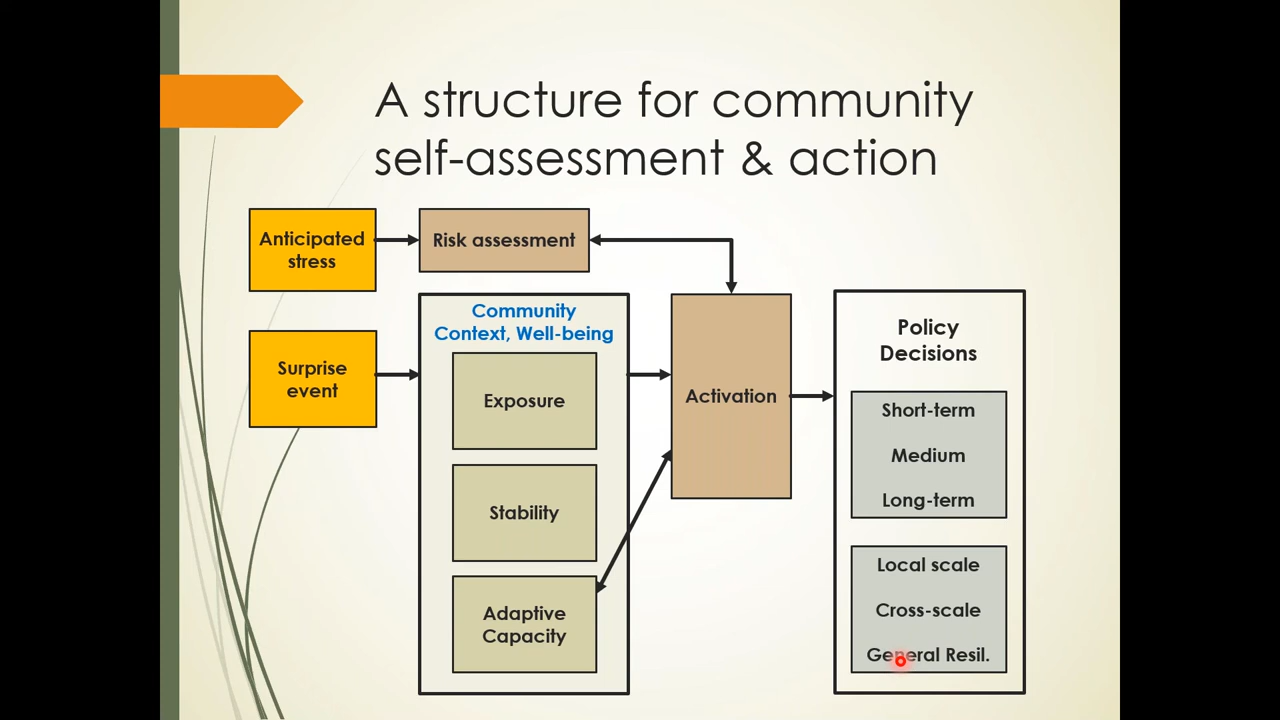 A structure for community
self-assessment & action
Anticipated
stress
Risk assessment
Surprise
event
Community
Context, Well-being
Exposure
Stability
Adaptive
Capacity
Activation
Policy
Decisions
Short-term
Medium
Long-term
Local scale
Cross-scale
General Resil.